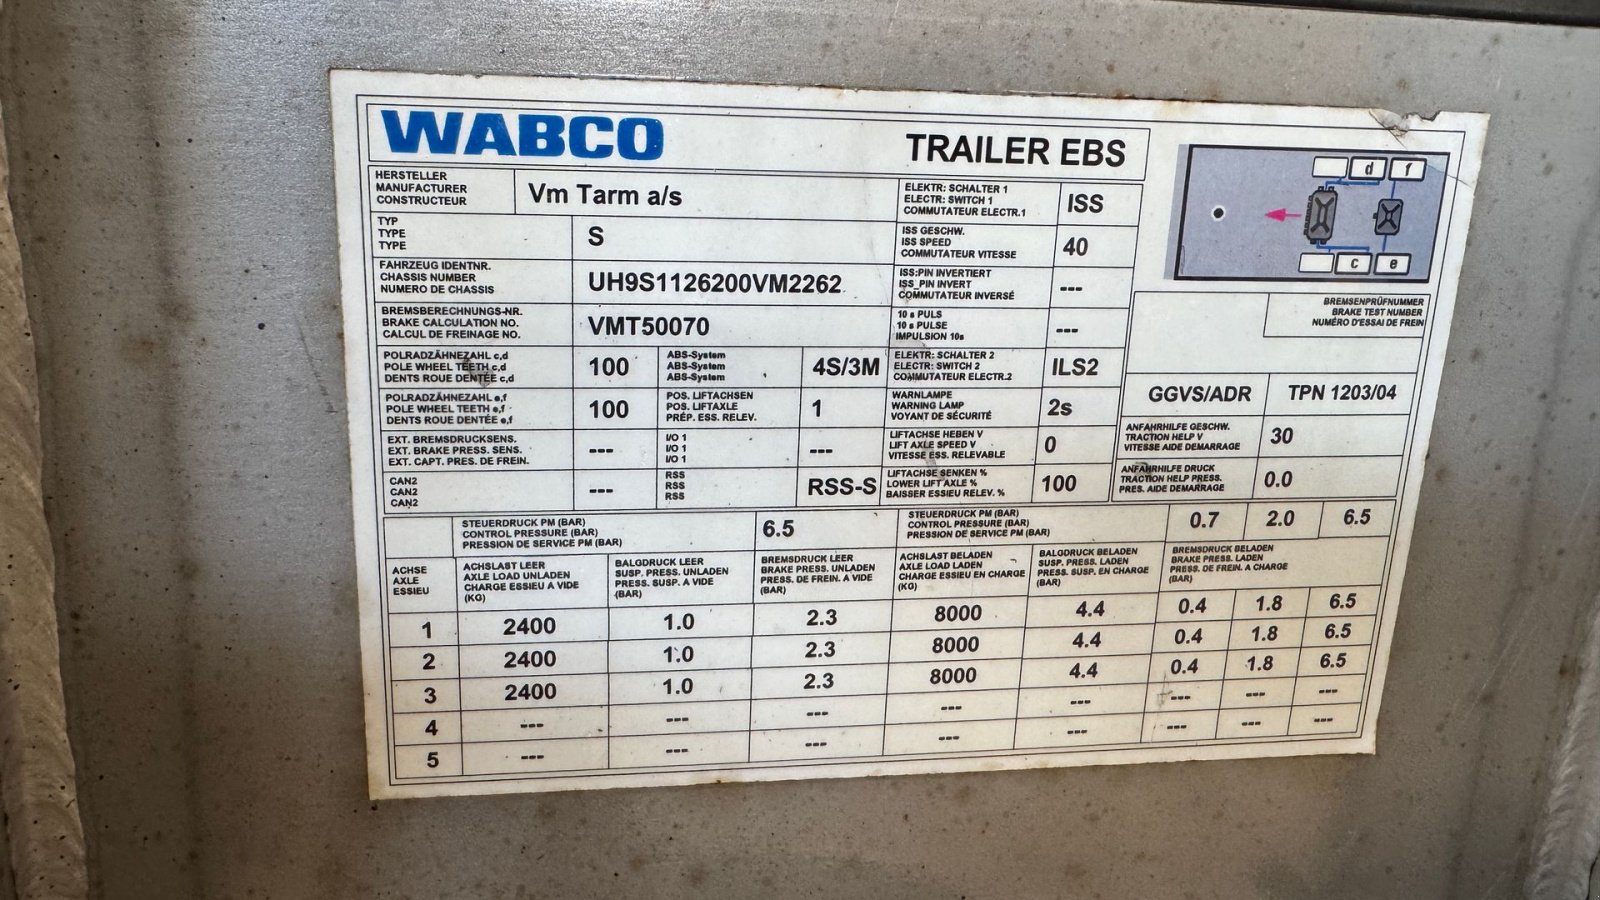 WABCO
TRAILER EBS
HERSTELLER
MANUFACTURER
CONSTRUCTEUR
Vm Tarm a/s
ELEKTR: SCHALTER 1
ELECTR: SWITCH 1
COMMUTATEUR ELECTR.1
ISS
TYP
TYPE
TYPE
S
ISS GESCHW.
ISS SPEED
COMMUTATEUR VITESSE
40
FAHRZEUG IDENTNR.
CHASSIS NUMBER
NUMERO DE CHASSIS
UH9S1126200VM2262
ISS:PIN INVERTIERT
ISS_PIN INVERT
COMMUTATEUR INVERSÉ
---
BREMSBERECHNUNGS-NR.
BRAKE CALCULATION NO.
CALCUL DE FREINAGE NO.
VMT50070
10 s PULS
10 s PULSE
IMPULSION 10s
---
POLRADZÄHNEZAHL c,d
POLE WHEEL TEETH c,d
DENTS ROUE DENTÉE c,d
100
ABS-System
ABS-System
ABS-System
4S/3M
ELEKTR: SCHALTER 2
ELECTR: SWITCH 2
COMMUTATEUR ELECTR.2
ILS2
POLRADZÄHNEZAHL e,f
POLE WHEEL TEETH e,f
DENTS ROUE DENTÉE e,f
100
POS. LIFTACHSEN
POS. LIFTAXLE
PRÉP. ESS. RELEV.
1
WARNLAMPE
WARNING LAMP
VOYANT DE SÉCURITÉ
2s
EXT. BREMSDRUCKSENS.
EXT. BRAKE PRESS. SENS.
EXT. CAPT. PRES. DE FREIN.
---
I/O 1
I/O 1
I/O 1
---
LIFTACHSE HEBEN V
LIFT AXLE SPEED V
VITESSE ESS. RELEVABLE
0
CAN2
CAN2
CAN2
---
RSS
RSS
RSS
RSS-S
LIFTACHSE SENKEN %
LOWER LIFT AXLE %
BAISSER ESSIEU RELEV. %
100
d
f
c
e
BREMSENPRÜFNUMMER
BRAKE TEST NUMBER
NUMÉRO D'ESSAI DE FREIN
GGVS/ADR
TPN 1203/04
ANFAHRHILFE GESCHW.
TRACTION HELP V
VITESSE AIDE DEMARRAGE
30
ANFAHRHILFE DRUCK
TRACTION HELP PRESS.
PRES. AIDE DEMARRAGE
0.0
STEUERDRUCK PM (BAR)
CONTROL PRESSURE (BAR)
PRESSION DE SERVICE PM (BAR)
6.5
STEUERDRUCK PM (BAR)
CONTROL PRESSURE (BAR)
PRESSION DE SERVICE PM (BAR)
0.7 2.0 6.5
ACHSE
AXLE
ESSIEU
ACHSLAST LEER
AXLE LOAD UNLADEN
CHARGE ESSIEU A VIDE
(KG)
BALGDRUCK LEER
SUSP. PRESS. UNLADEN
PRESS. SUSP. A VIDE
(BAR)
BREMSDRUCK LEER
BRAKE PRESS. UNLADEN
PRESS. DE FREIN. A VIDE
(BAR)
ACHSLAST BELADEN
AXLE LOAD LADEN
CHARGE ESSIEU EN CHARGE
(KG)
BALGDRUCK BELADEN
SUSP. PRESS. LADEN
PRESS. SUSP. EN CHARGE
(BAR)
BREMSDRUCK BELADEN
BRAKE PRESS. LADEN
PRESS. DE FREIN. A CHARGE
(BAR)
1 2400 1.0 2.3 8000 4.4 0.4 1.8 6.5
2 2400 1.0 2.3 8000 4.4 0.4 1.8 6.5
3 2400 1.0 2.3 8000 4.4 0.4 1.8 6.5
4 --- --- --- --- --- --- --- ---
5 --- --- --- --- --- --- --- ---